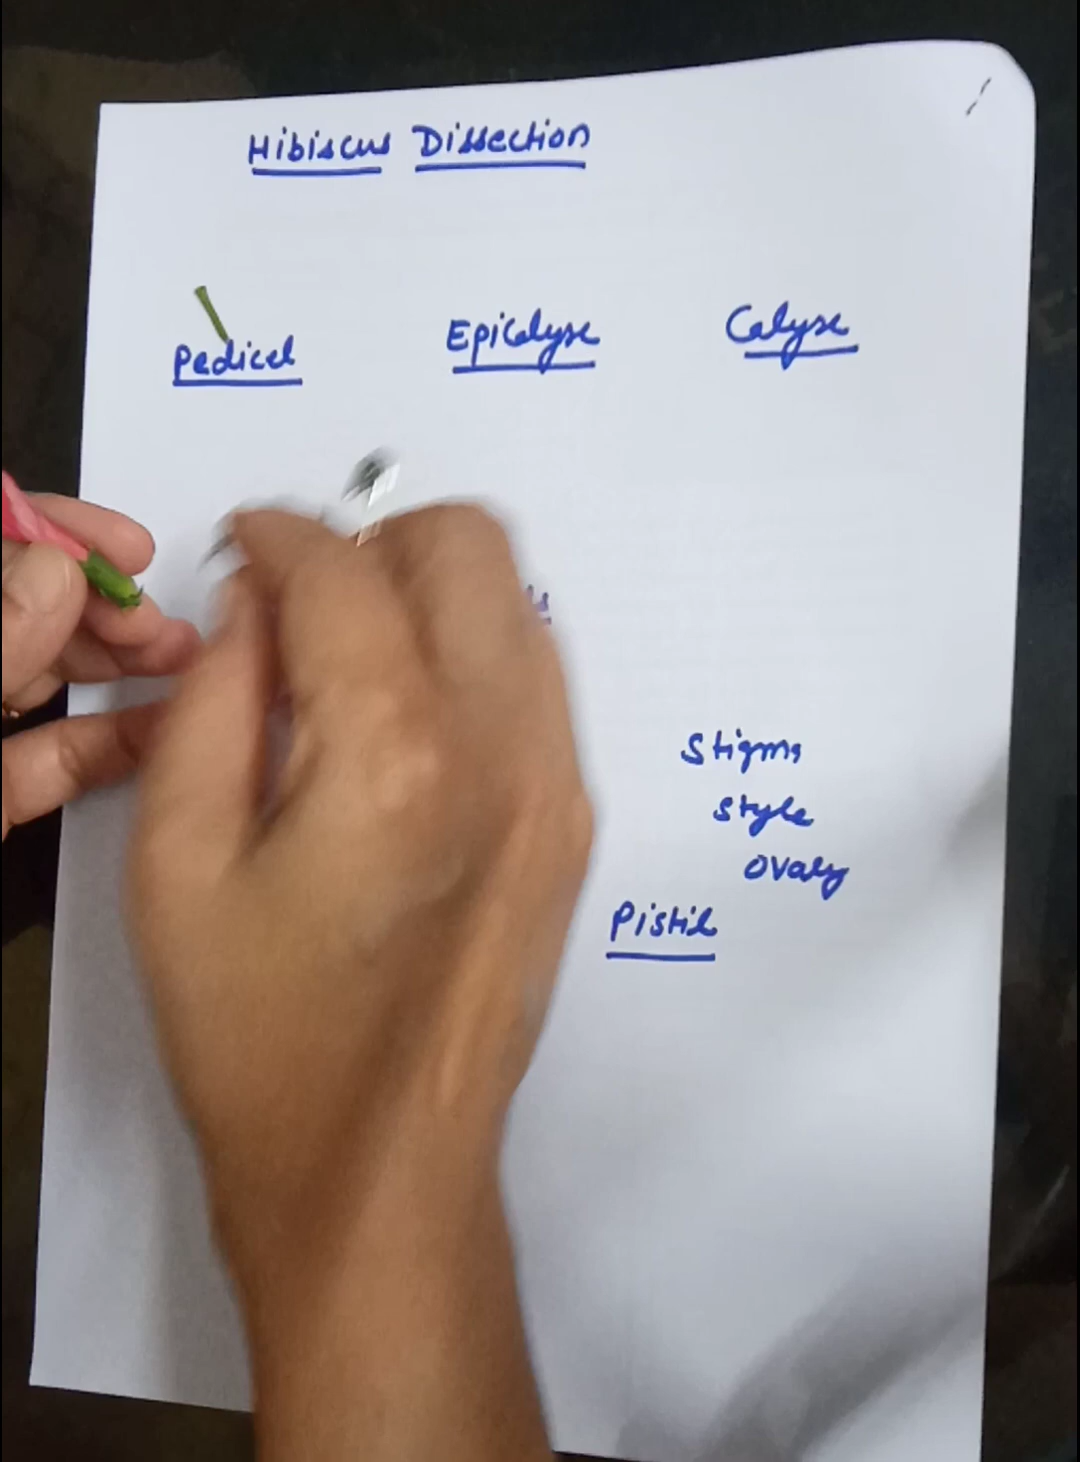 Hibiscus Dissection
Pedicel Epicalyx Calyx
Stigma
Style
Ovary
Pistil